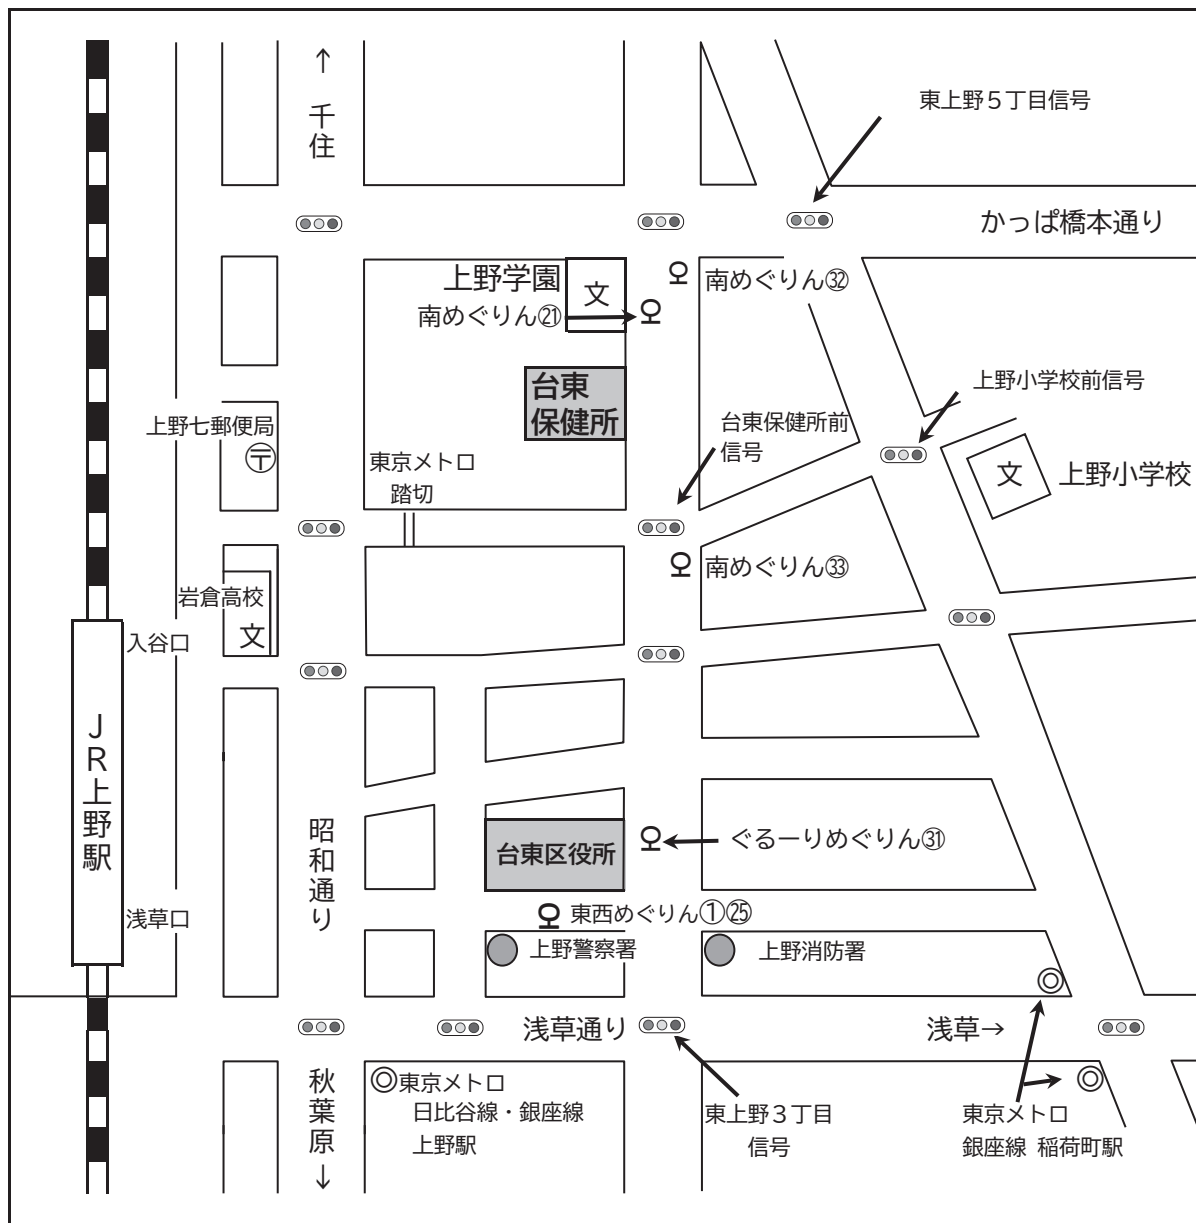 ↑
千住
東上野５丁目信号
かっぱ橋本通り
上野学園
文
南めぐりん㉜
南めぐりん㉑
台東
保健所
上野小学校前信号
台東保健所前
信号
上野七郵便局
〒
東京メトロ
踏切
文
上野小学校
南めぐりん㉝
岩倉高校
文
入谷口
ＪＲ上野駅
昭和通り
台東区役所
ぐるーりめぐりん㉛
浅草口
東西めぐりん①㉕
上野警察署
上野消防署
浅草通り
浅草→
秋葉原
↓
東京メトロ
日比谷線・銀座線
上野駅
東上野３丁目
信号
東京メトロ
銀座線 稲荷町駅